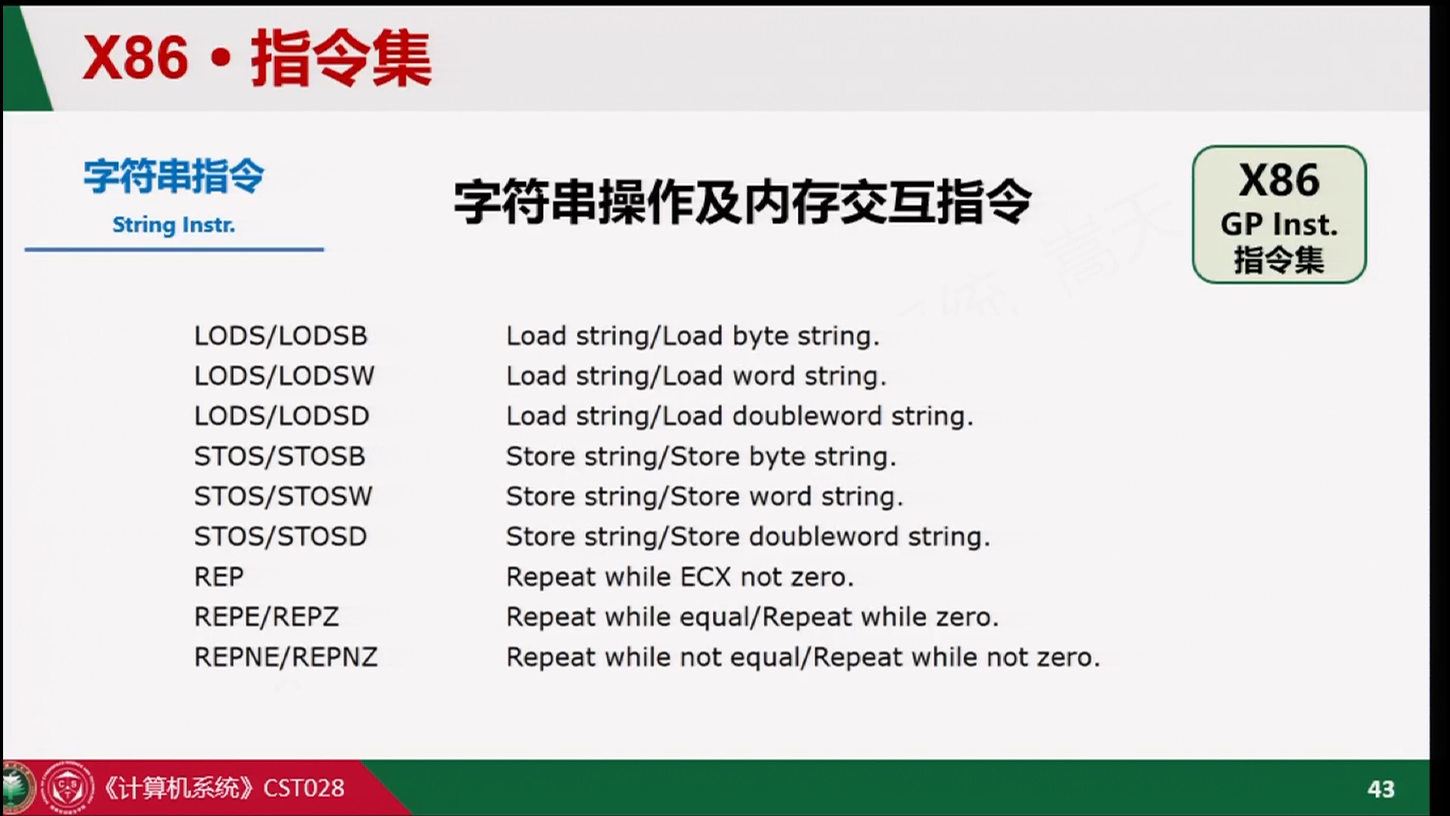 X86 • 指令集
字符串指令
String Instr.
字符串操作及内存交互指令
X86
GP Inst.
指令集
嵩天
LODS/LODSB Load string/Load byte string.
LODS/LODSW Load string/Load word string.
LODS/LODSD Load string/Load doubleword string.
STOS/STOSB Store string/Store byte string.
STOS/STOSW Store string/Store word string.
STOS/STOSD Store string/Store doubleword string.
REP Repeat while ECX not zero.
REPE/REPZ Repeat while equal/Repeat while zero.
REPNE/REPNZ Repeat while not equal/Repeat while not zero.
《计算机系统》CST028
43